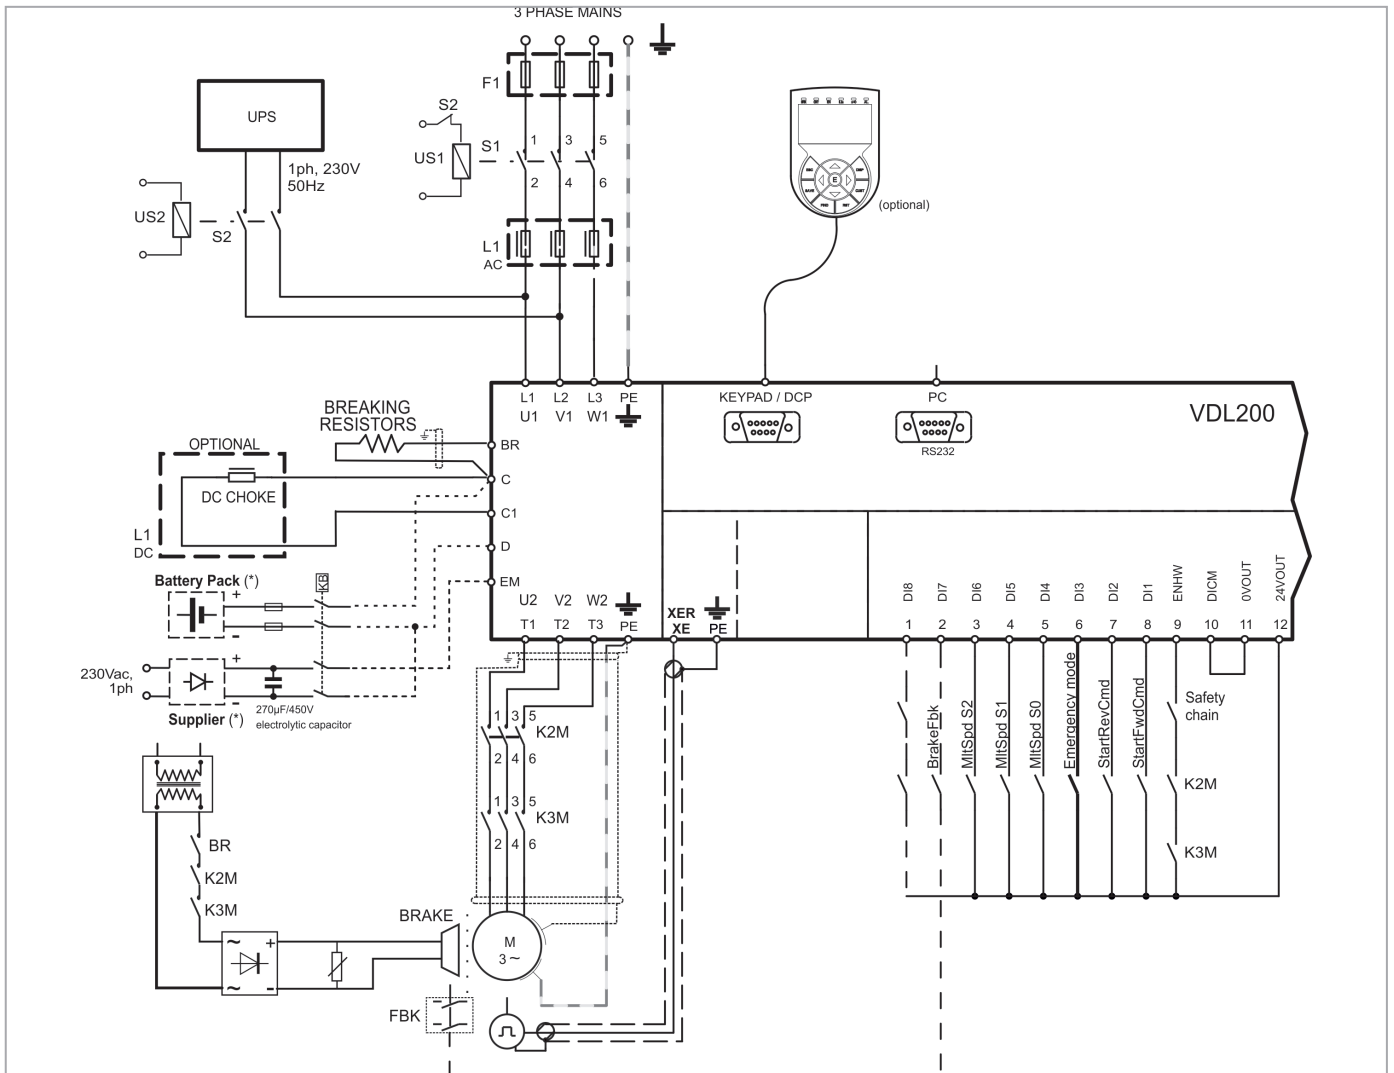 3 PHASE MAINS
F1
UPS
S2
US1
S1
1 3 5
2 4 6
1ph, 230V
50Hz
US2
S2
L1
AC
(optional)
E
L1 L2 L3 PE
U1 V1 W1
KEYPAD / DCP
PC
RS232
VDL200
BREAKING
RESISTORS
BR
OPTIONAL
C
DC CHOKE
C1
L1
DC
D
Battery Pack (*)
KB
EM
+
-
U2 V2 W2
T1 T2 T3 PE
XER
XE PE
DI8 DI7 DI6 DI5 DI4 DI3 DI2 DI1 ENHW DICM 0VOUT 24VOUT
1 2 3 4 5 6 7 8 9 10 11 12
230Vac,
1ph
+
-
Supplier (*)
270µF/450V
electrolytic capacitor
BrakeFbk
MltSpd S2
MltSpd S1
MltSpd S0
Emergency mode
StartRevCmd
StartFwdCmd
Safety
chain
K2M
K3M
1 3 5
K2M
2 4 6
1 3 5
K3M
2 4 6
BR
K2M
K3M
BRAKE
~ +
~ -
M
3 ~
FBK